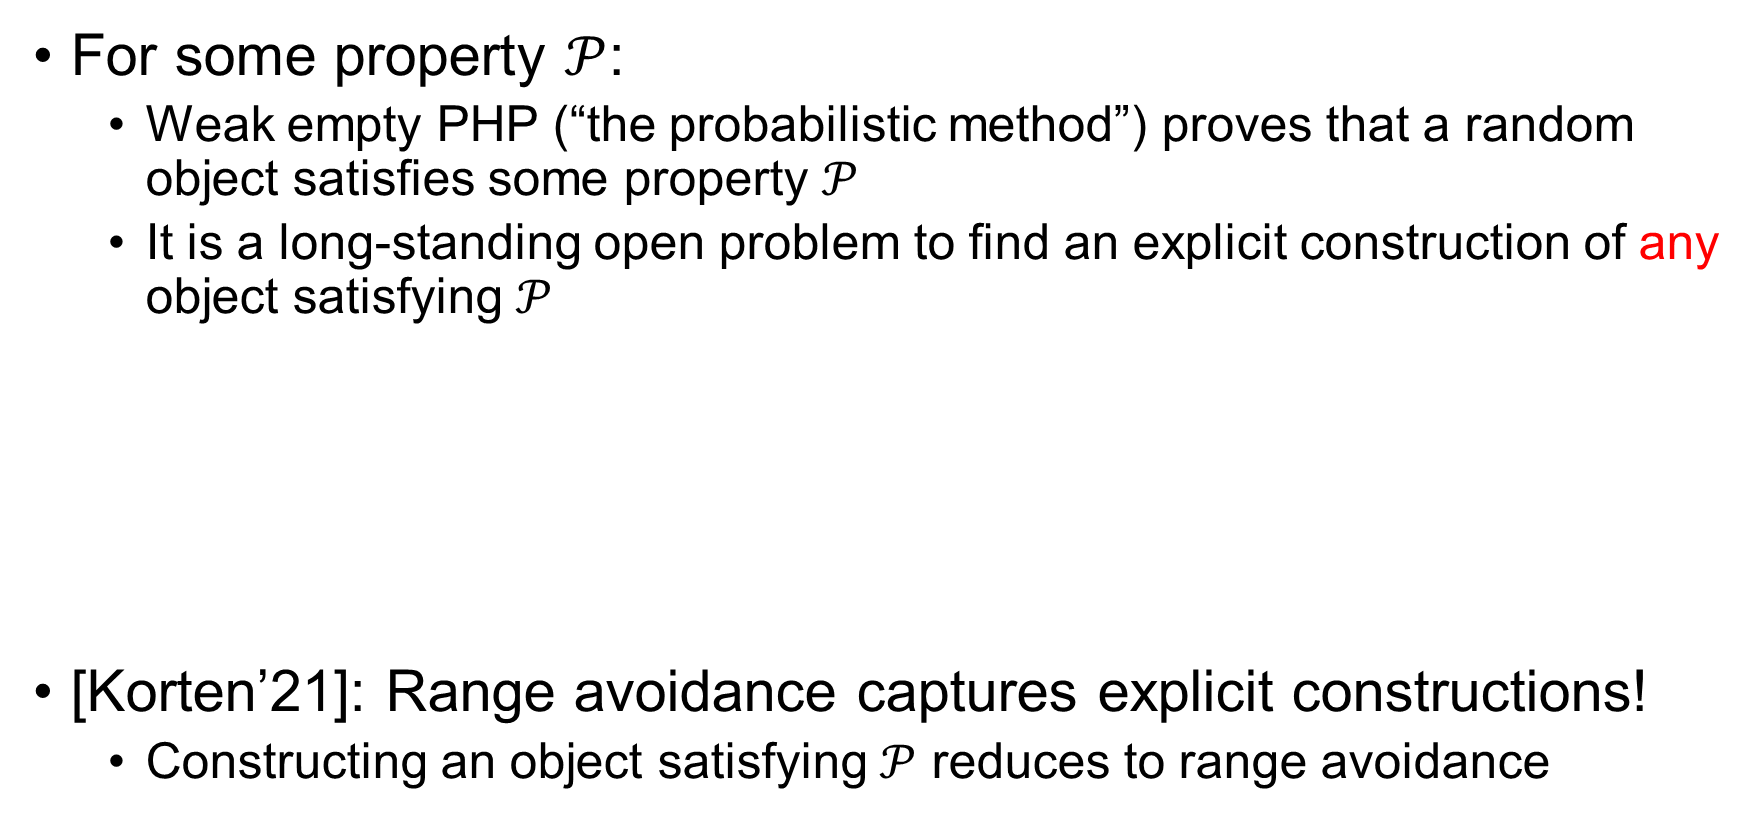 • For some property 𝒫:
• Weak empty PHP (“the probabilistic method”) proves that a random
object satisfies some property 𝒫
• It is a long-standing open problem to find an explicit construction of any
object satisfying 𝒫
• [Korten’21]: Range avoidance captures explicit constructions!
• Constructing an object satisfying 𝒫 reduces to range avoidance